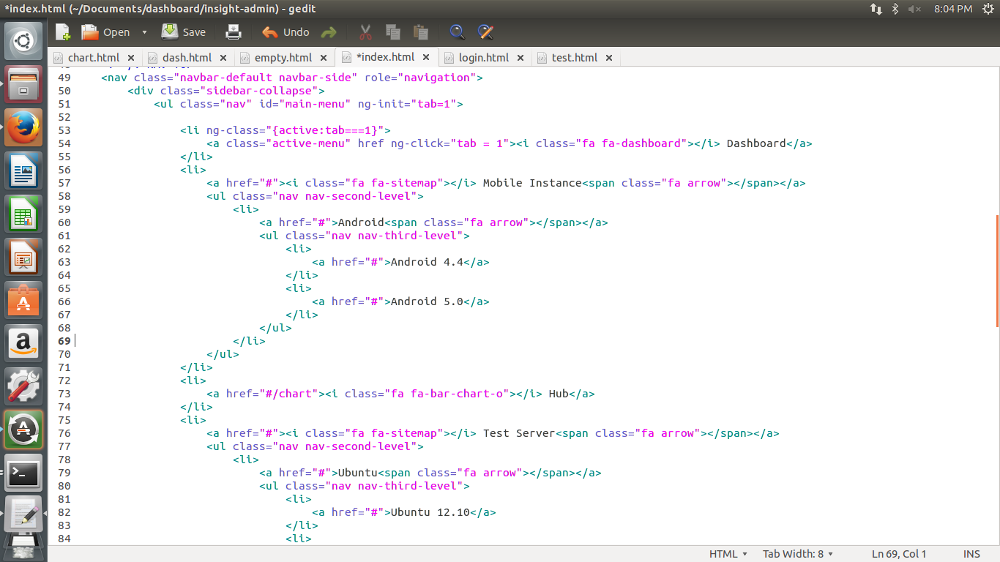 *index.html (~/Documents/dashboard/insight-admin) - gedit
8:04 PM
Open Save Undo
chart.html dash.html empty.html *index.html login.html test.html
49 <nav class="navbar-default navbar-side" role="navigation">
50 <div class="sidebar-collapse">
51 <ul class="nav" id="main-menu" ng-init="tab=1">
52
53 <li ng-class="{active:tab===1}">
54 <a class="active-menu" href ng-click="tab = 1"><i class="fa fa-dashboard"></i> Dashboard</a>
55 </li>
56 <li>
57 <a href="#"><i class="fa fa-sitemap"></i> Mobile Instance<span class="fa arrow"></span></a>
58 <ul class="nav nav-second-level">
59 <li>
60 <a href="#">Android<span class="fa arrow"></span></a>
61 <ul class="nav nav-third-level">
62 <li>
63 <a href="#">Android 4.4</a>
64 </li>
65 <li>
66 <a href="#">Android 5.0</a>
67 </li>
68 </ul>
69 </li>
70 </ul>
71 </li>
72 <li>
73 <a href="#/chart"><i class="fa fa-bar-chart-o"></i> Hub</a>
74 </li>
75 <li>
76 <a href="#"><i class="fa fa-sitemap"></i> Test Server<span class="fa arrow"></span></a>
77 <ul class="nav nav-second-level">
78 <li>
79 <a href="#">Ubuntu<span class="fa arrow"></span></a>
80 <ul class="nav nav-third-level">
81 <li>
82 <a href="#">Ubuntu 12.10</a>
83 </li>
84 <li>
HTML Tab Width: 8 Ln 69, Col 1 INS